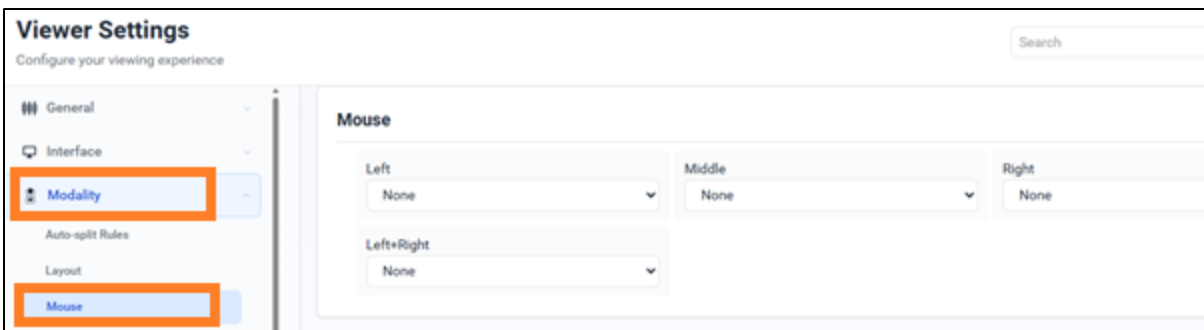 Viewer Settings
Configure your viewing experience
Search
General
Interface
Modality
Auto-split Rules
Layout
Mouse
Mouse
Left
Middle
Right
None
None
None
Left+Right
None